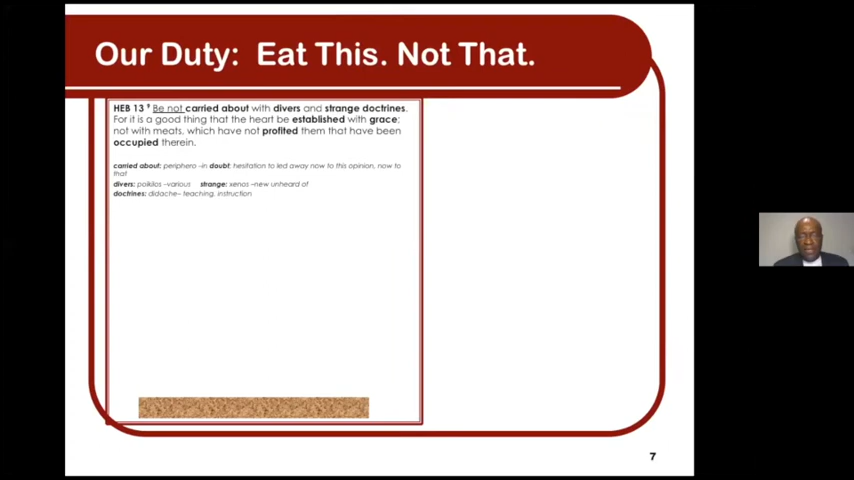 Our Duty:  Eat This. Not That.
HEB 13 9 Be not carried about with divers and strange doctrines.
For it is a good thing that the heart be established with grace;
not with meats, which have not profited them that have been
occupied therein.
carried about: periphero –in doubt; hesitation to led away now to this opinion, now to
that
divers: poikilos –various    strange: xenos –new unheard of
doctrines: didache– teaching, instruction
7